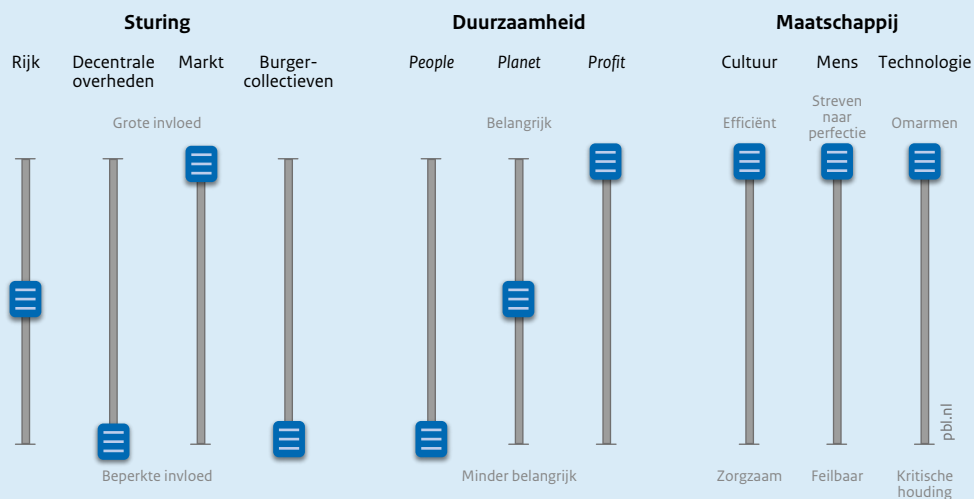 Sturing Duurzaamheid Maatschappij
Rijk Decentrale Markt Burger- People Planet Profit Cultuur Mens Technologie
overheden collectieven
Streven
naar
Grote invloed Belangrijk Efficiënt perfectie Omarmen
pbl.nl
Beperkte invloed Minder belangrijk Zorgzaam Feilbaar Kritische
houding